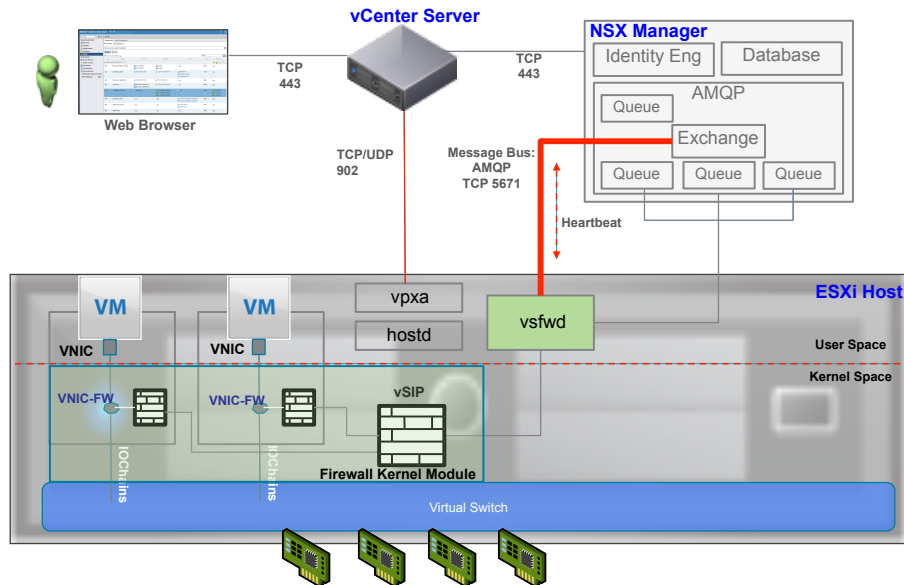 vCenter Server
NSX Manager
Identity Eng
Database
TCP
443
TCP
443
AMQP
Queue
Exchange
Queue
Queue
Queue
Web Browser
TCP/UDP
902
Message Bus:
AMQP
TCP 5671
Heartbeat
ESXi Host
VM
VM
vpxa
hostd
vsfwd
VNIC
VNIC
User Space
Kernel Space
VNIC-FW
VNIC-FW
vSIP
IOChains
IOChains
Firewall Kernel Module
Virtual Switch